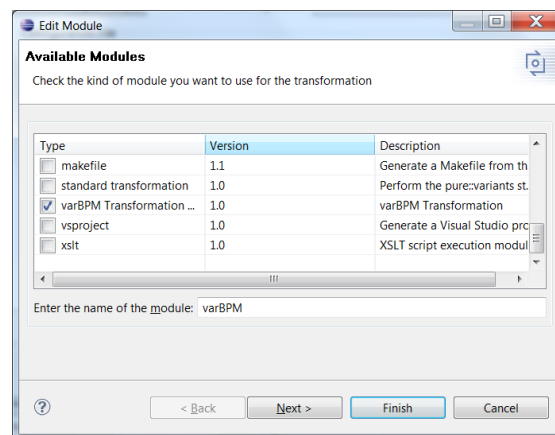 Edit Module
Available Modules
Check the kind of module you want to use for the transformation
Type Version Description
makefile 1.1 Generate a Makefile from th
standard transformation 1.0 Perform the pure::variants st.
varBPM Transformation ... 1.0 varBPM Transformation
vsproject 1.0 Generate a Visual Studio prc
xslt 1.0 XSLT script execution modul
Enter the name of the module: varBPM
< Back Next > Finish Cancel